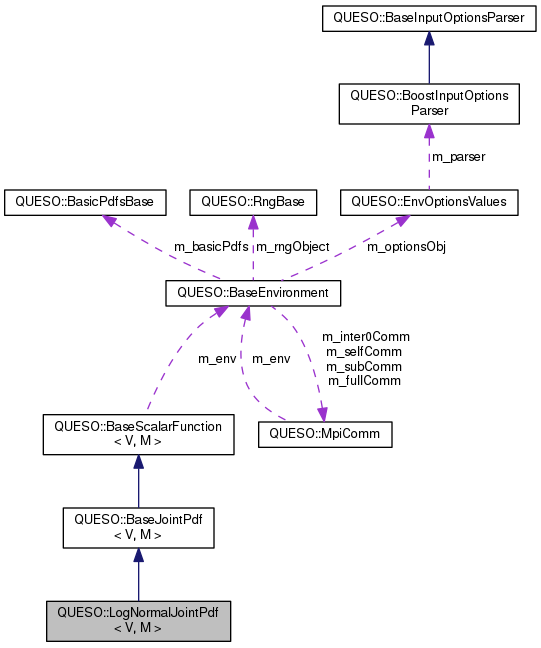 QUESO::BaseInputOptionsParser
QUESO::BoostInputOptions
Parser
m_parser
QUESO::BasicPdfsBase
QUESO::RngBase
QUESO::EnvOptionsValues
m_basicPdfs
m_rngObject
m_optionsObj
QUESO::BaseEnvironment
m_env
m_env
m_inter0Comm
m_selfComm
m_subComm
m_fullComm
QUESO::BaseScalarFunction
< V, M >
QUESO::MpiComm
QUESO::BaseJointPdf
< V, M >
QUESO::LogNormalJointPdf
< V, M >